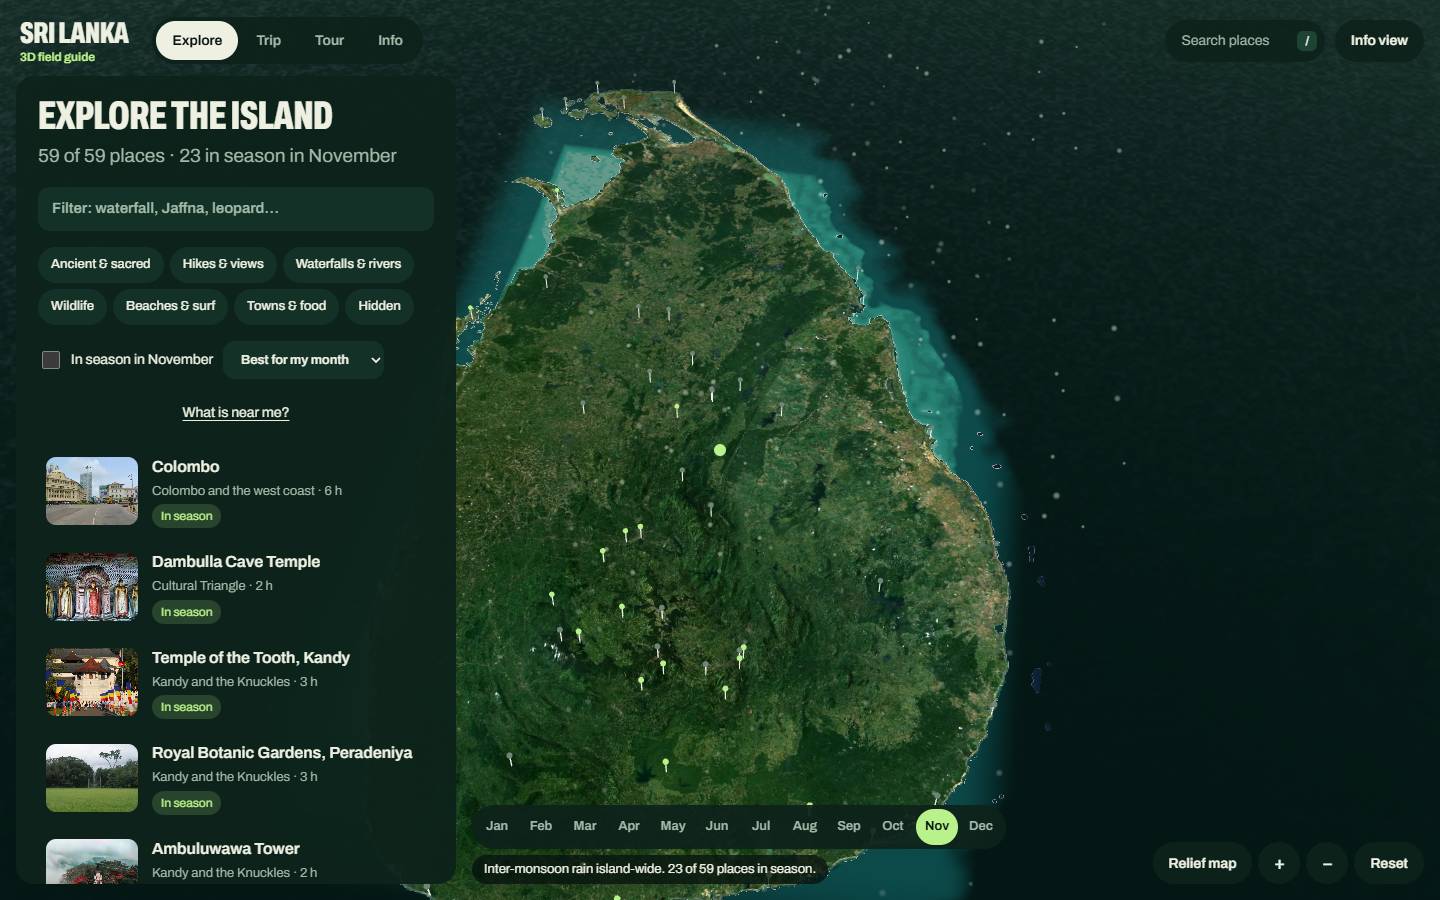 SRI LANKA
3D field guide
Explore
Trip
Tour
Info
Search places
/
Info view
EXPLORE THE ISLAND
59 of 59 places · 23 in season in November
Filter: waterfall, Jaffna, leopard…
Ancient & sacred
Hikes & views
Waterfalls & rivers
Wildlife
Beaches & surf
Towns & food
Hidden
In season in November
Best for my month
What is near me?
Colombo
Colombo and the west coast · 6 h
In season
Dambulla Cave Temple
Cultural Triangle · 2 h
In season
Temple of the Tooth, Kandy
Kandy and the Knuckles · 3 h
In season
Royal Botanic Gardens, Peradeniya
Kandy and the Knuckles · 3 h
In season
Ambuluwawa Tower
Kandy and the Knuckles · 2 h
Jan
Feb
Mar
Apr
May
Jun
Jul
Aug
Sep
Oct
Nov
Dec
Inter-monsoon rain island-wide. 23 of 59 places in season.
Relief map
+
−
Reset